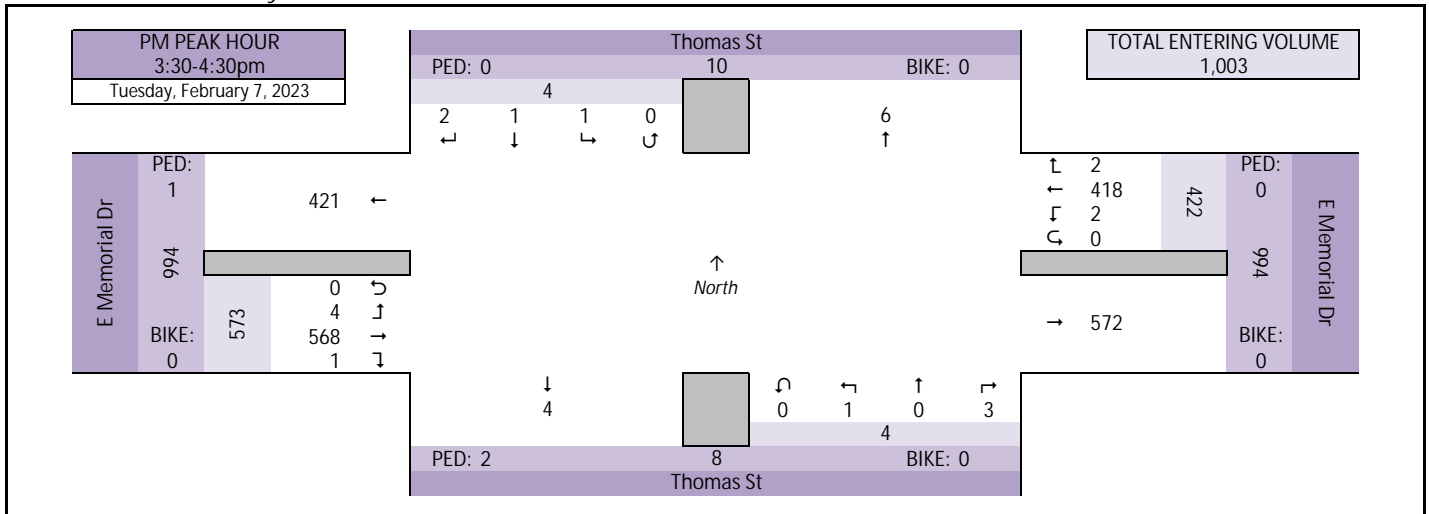 PM PEAK HOUR
3:30-4:30pm
Tuesday, February 7, 2023
Thomas St
PED: 0 10 BIKE: 0
4
2 1 1 0
↵ ↓ ↳ ⮍
6
↑
TOTAL ENTERING VOLUME
1,003
E Memorial Dr
PED:
1
994
BIKE:
0
421 ←
573
0 ⮌
4 ⮥
568 →
1 ⮧
↑
North
↰ 2
← 418
↲ 2
⮎ 0
422
→ 572
PED:
0
994
BIKE:
0
E Memorial Dr
↓
4
⮏ ↰ ↑ ↱
0 1 0 3
4
PED: 2 8 BIKE: 0
Thomas St